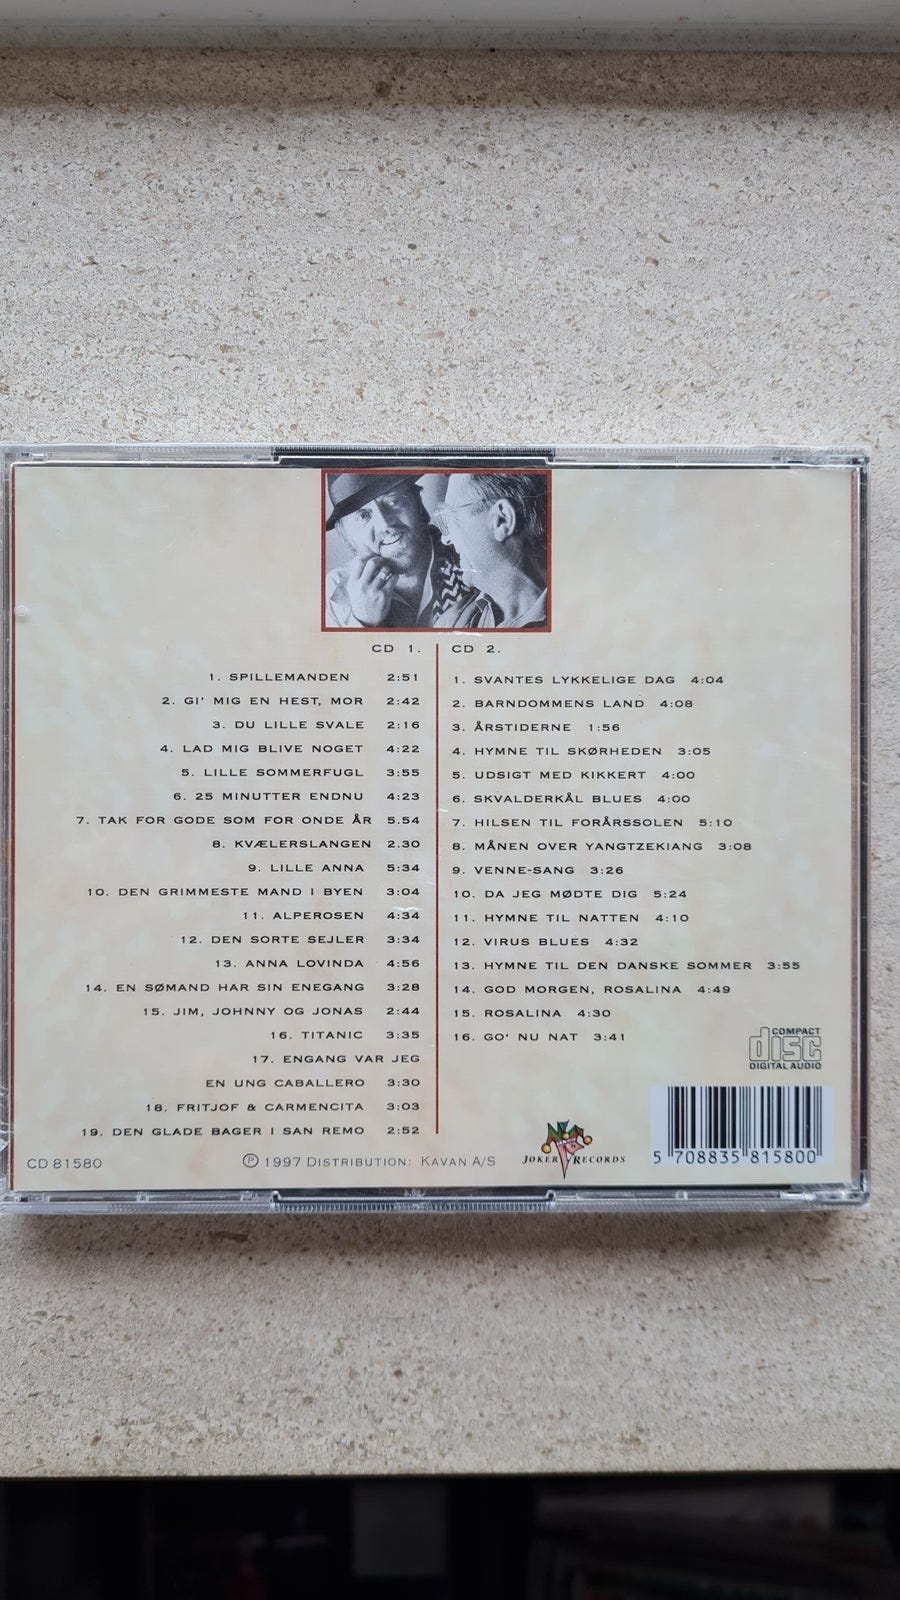 CD 1.
1. SPILLEMANDEN 2:51
2. GI' MIG EN HEST, MOR 2:42
3. DU LILLE SVALE 2:16
4. LAD MIG BLIVE NOGET 4:22
5. LILLE SOMMERFUGL 3:55
6. 25 MINUTTER ENDNU 4:23
7. TAK FOR GODE SOM FOR ONDE ÅR 5.54
8. KVÆLERSLANGEN 2.30
9. LILLE ANNA 5:34
10. DEN GRIMMESTE MAND I BYEN 3:04
11. ALPEROSEN 4:34
12. DEN SORTE SEJLER 3:34
13. ANNA LOVINDA 4:56
14. EN SØMAND HAR SIN ENEGANG 3:28
15. JIM, JOHNNY OG JONAS 2:44
16. TITANIC 3:35
17. ENGANG VAR JEG
EN UNG CABALLERO 3:30
18. FRITJOF & CARMENCITA 3:03
19. DEN GLADE BAGER I SAN REMO 2:52
CD 2.
1. SVANTES LYKKELIGE DAG 4:04
2. BARNDOMMENS LAND 4:08
3. ÅRSTIDERNE 1:56
4. HYMNE TIL SKØRHEDEN 3:05
5. UDSIGT MED KIKKERT 4:00
6. SKVALDERKÅL BLUES 4:00
7. HILSEN TIL FORÅRSSOLEN 5:10
8. MÅNEN OVER YANGTZEKIANG 3:08
9. VENNE-SANG 3:26
10. DA JEG MØDTE DIG 5:24
11. HYMNE TIL NATTEN 4:10
12. VIRUS BLUES 4:32
13. HYMNE TIL DEN DANSKE SOMMER 3:55
14. GOD MORGEN, ROSALINA 4:49
15. ROSALINA 4:30
16. GO' NU NAT 3:41
COMPACT
disc
DIGITAL AUDIO
CD 81580
℗ 1997 DISTRIBUTION: KAVAN A/S
JOKER RECORDS
5 708835 815800